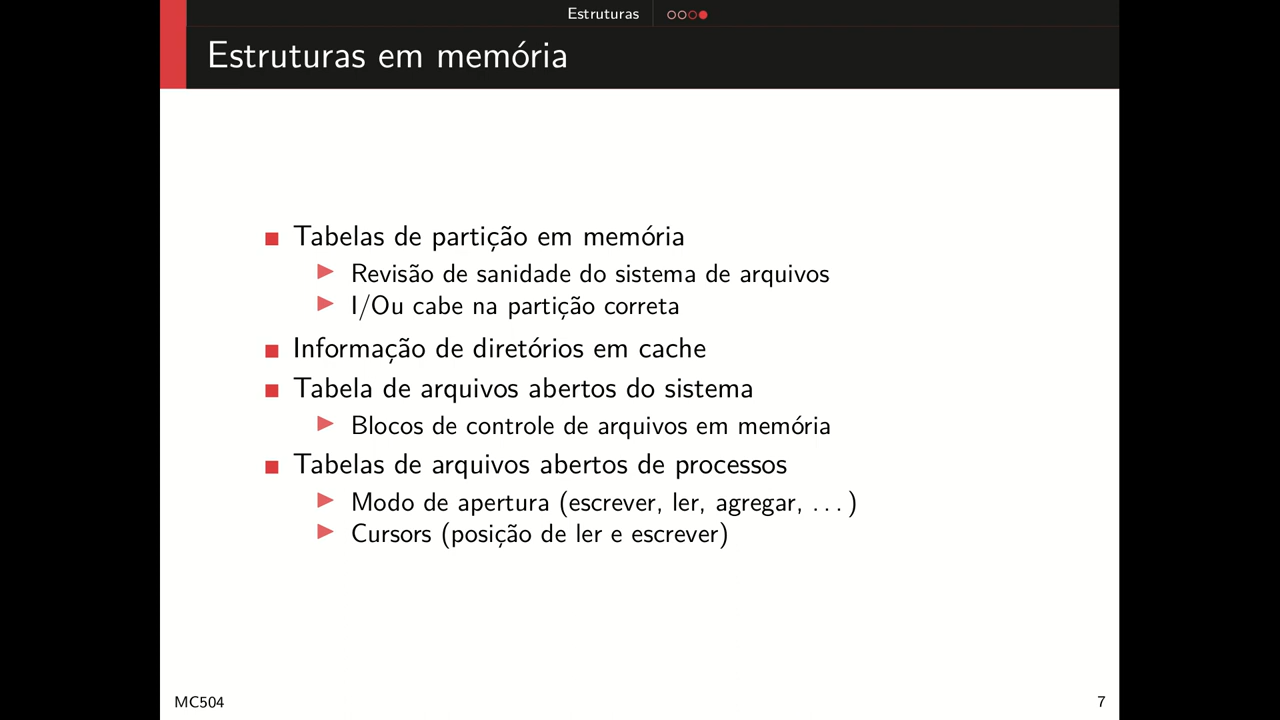 Estruturas
Estruturas em memória
Tabelas de partição em memória
Revisão de sanidade do sistema de arquivos
I/Ou cabe na partição correta
Informação de diretórios em cache
Tabela de arquivos abertos do sistema
Blocos de controle de arquivos em memória
Tabelas de arquivos abertos de processos
Modo de apertura (escrever, ler, agregar, ...)
Cursors (posição de ler e escrever)
MC504
7